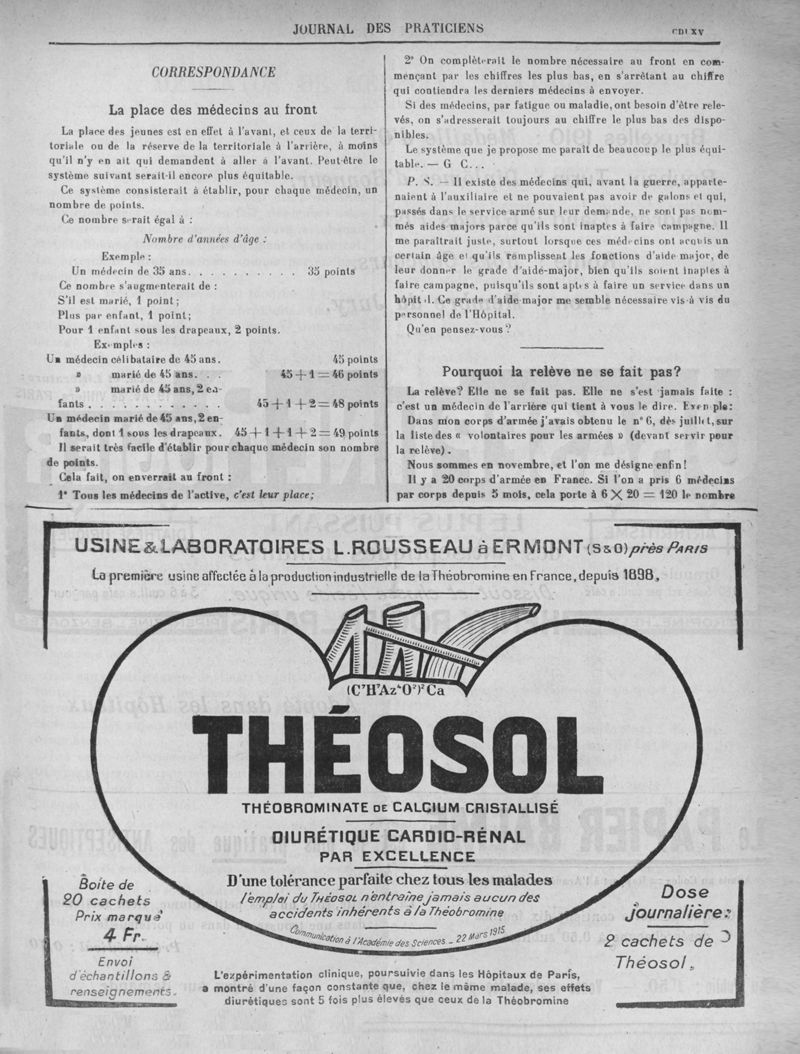 JOURNAL DES PRATICIENS
CDLXV
CORRESPONDANCE
La place des médecins au front
La place des jeunes est en effet à l'avant, et ceux de la terri-
toriale ou de la réserve de la territoriale à l'arrière, à moins
qu'il n'y en ait qui demandent à aller à l'avant. Peut-être le
système suivant serait-il encore plus équitable.
Ce système consisterait à établir, pour chaque médecin, un
nombre de points.
Ce nombre serait égal à :
Nombre d'années d'âge :
Exemple :
Un médecin de 35 ans. . . . . . . . . . 35 points
Ce nombre s'augmenterait de :
S'il est marié, 1 point ;
Plus par enfant, 1 point;
Pour 1 enfant sous les drapeaux, 2 points.
Exemples :
Un médecin célibataire de 45 ans. 45 points
» marié de 45 ans. . . 45 + 1 = 46 points
» marié de 45 ans, 2 en-
fants . . . . . . . . . . . 45 + 1 + 2 = 48 points
Un médecin marié de 45 ans, 2 en-
fants, dont 1 sous les drapeaux. 45 + 1 + 1 + 2 = 49 points
Il serait très facile d'établir pour chaque médecin son nombre
de points.
Cela fait, on enverrait au front :
1° Tous les médecins de l'active, c'est leur place;
2° On complèterait le nombre nécessaire au front en com-
mençant par les chiffres les plus bas, en s'arrêtant au chiffre
qui contiendra les derniers médecins à envoyer.
Si des médecins, par fatigue ou maladie, ont besoin d'être rele-
vés, on s'adresserait toujours au chiffre le plus bas des dispo-
nibles.
Le système que je propose me paraît de beaucoup le plus équi-
table. — G C...
P. S. — Il existe des médecins qui, avant la guerre, apparte-
naient à l'auxiliaire et ne pouvaient pas avoir de galons et qui,
passés dans le service armé sur leur demande, ne sont pas nom-
més aides majors parce qu'ils sont inaptes à faire campagne. Il
me paraîtrait juste, surtout lorsque ces médecins ont acquis un
certain âge et qu'ils remplissent les fonctions d'aide major, de
leur donner le grade d'aide-major, bien qu'ils soient inaptes à
faire campagne, puisqu'ils sont aptes à faire un service dans un
hôpital. Ce grade d'aide major me semble nécessaire vis-à vis du
personnel de l'Hôpital.
Qu'en pensez-vous ?
Pourquoi la relève ne se fait pas?
La relève? Elle ne se fait pas. Elle ne s'est jamais faite :
c'est un médecin de l'arrière qui tient à vous le dire. Exemple:
Dans mon corps d'armée j'avais obtenu le n° 6, dès juillet, sur
la liste des « volontaires pour les armées » (devant servir pour
la relève).
Nous sommes en novembre, et l'on me désigne enfin!
Il y a 20 corps d'armée en France. Si l'on a pris 6 médecins
par corps depuis 5 mois, cela porte à 6 X 20 = 120 le nombre
USINE & LABORATOIRES L. ROUSSEAU à ERMONT (S&O) près PARIS
La première usine affectée à la production industrielle de la Théobromine en France, depuis 1898,
(C⁷H⁷Az⁴O²)² Ca
THÉOSOL
THÉOBROMINATE DE CALCIUM CRISTALLISÉ
DIURÉTIQUE CARDIO-RÉNAL
PAR EXCELLENCE
D'une tolérance parfaite chez tous les malades
l'emploi du THÉOSOL n'entraîne jamais aucun des
accidents inhérents à la Théobromine
Communication à l'Académie des Sciences _ 22 Mars 1915
Boîte de
20 cachets
Prix marqué
4 Fr.
Envoi
d'échantillons &
renseignements.
Dose
journalière:
2 cachets de
Théosol.
L'expérimentation clinique, poursuivie dans les Hôpitaux de Paris,
a montré d'une façon constante que, chez le même malade, ses effets
diurétiques sont 5 fois plus élevés que ceux de la Théobromine